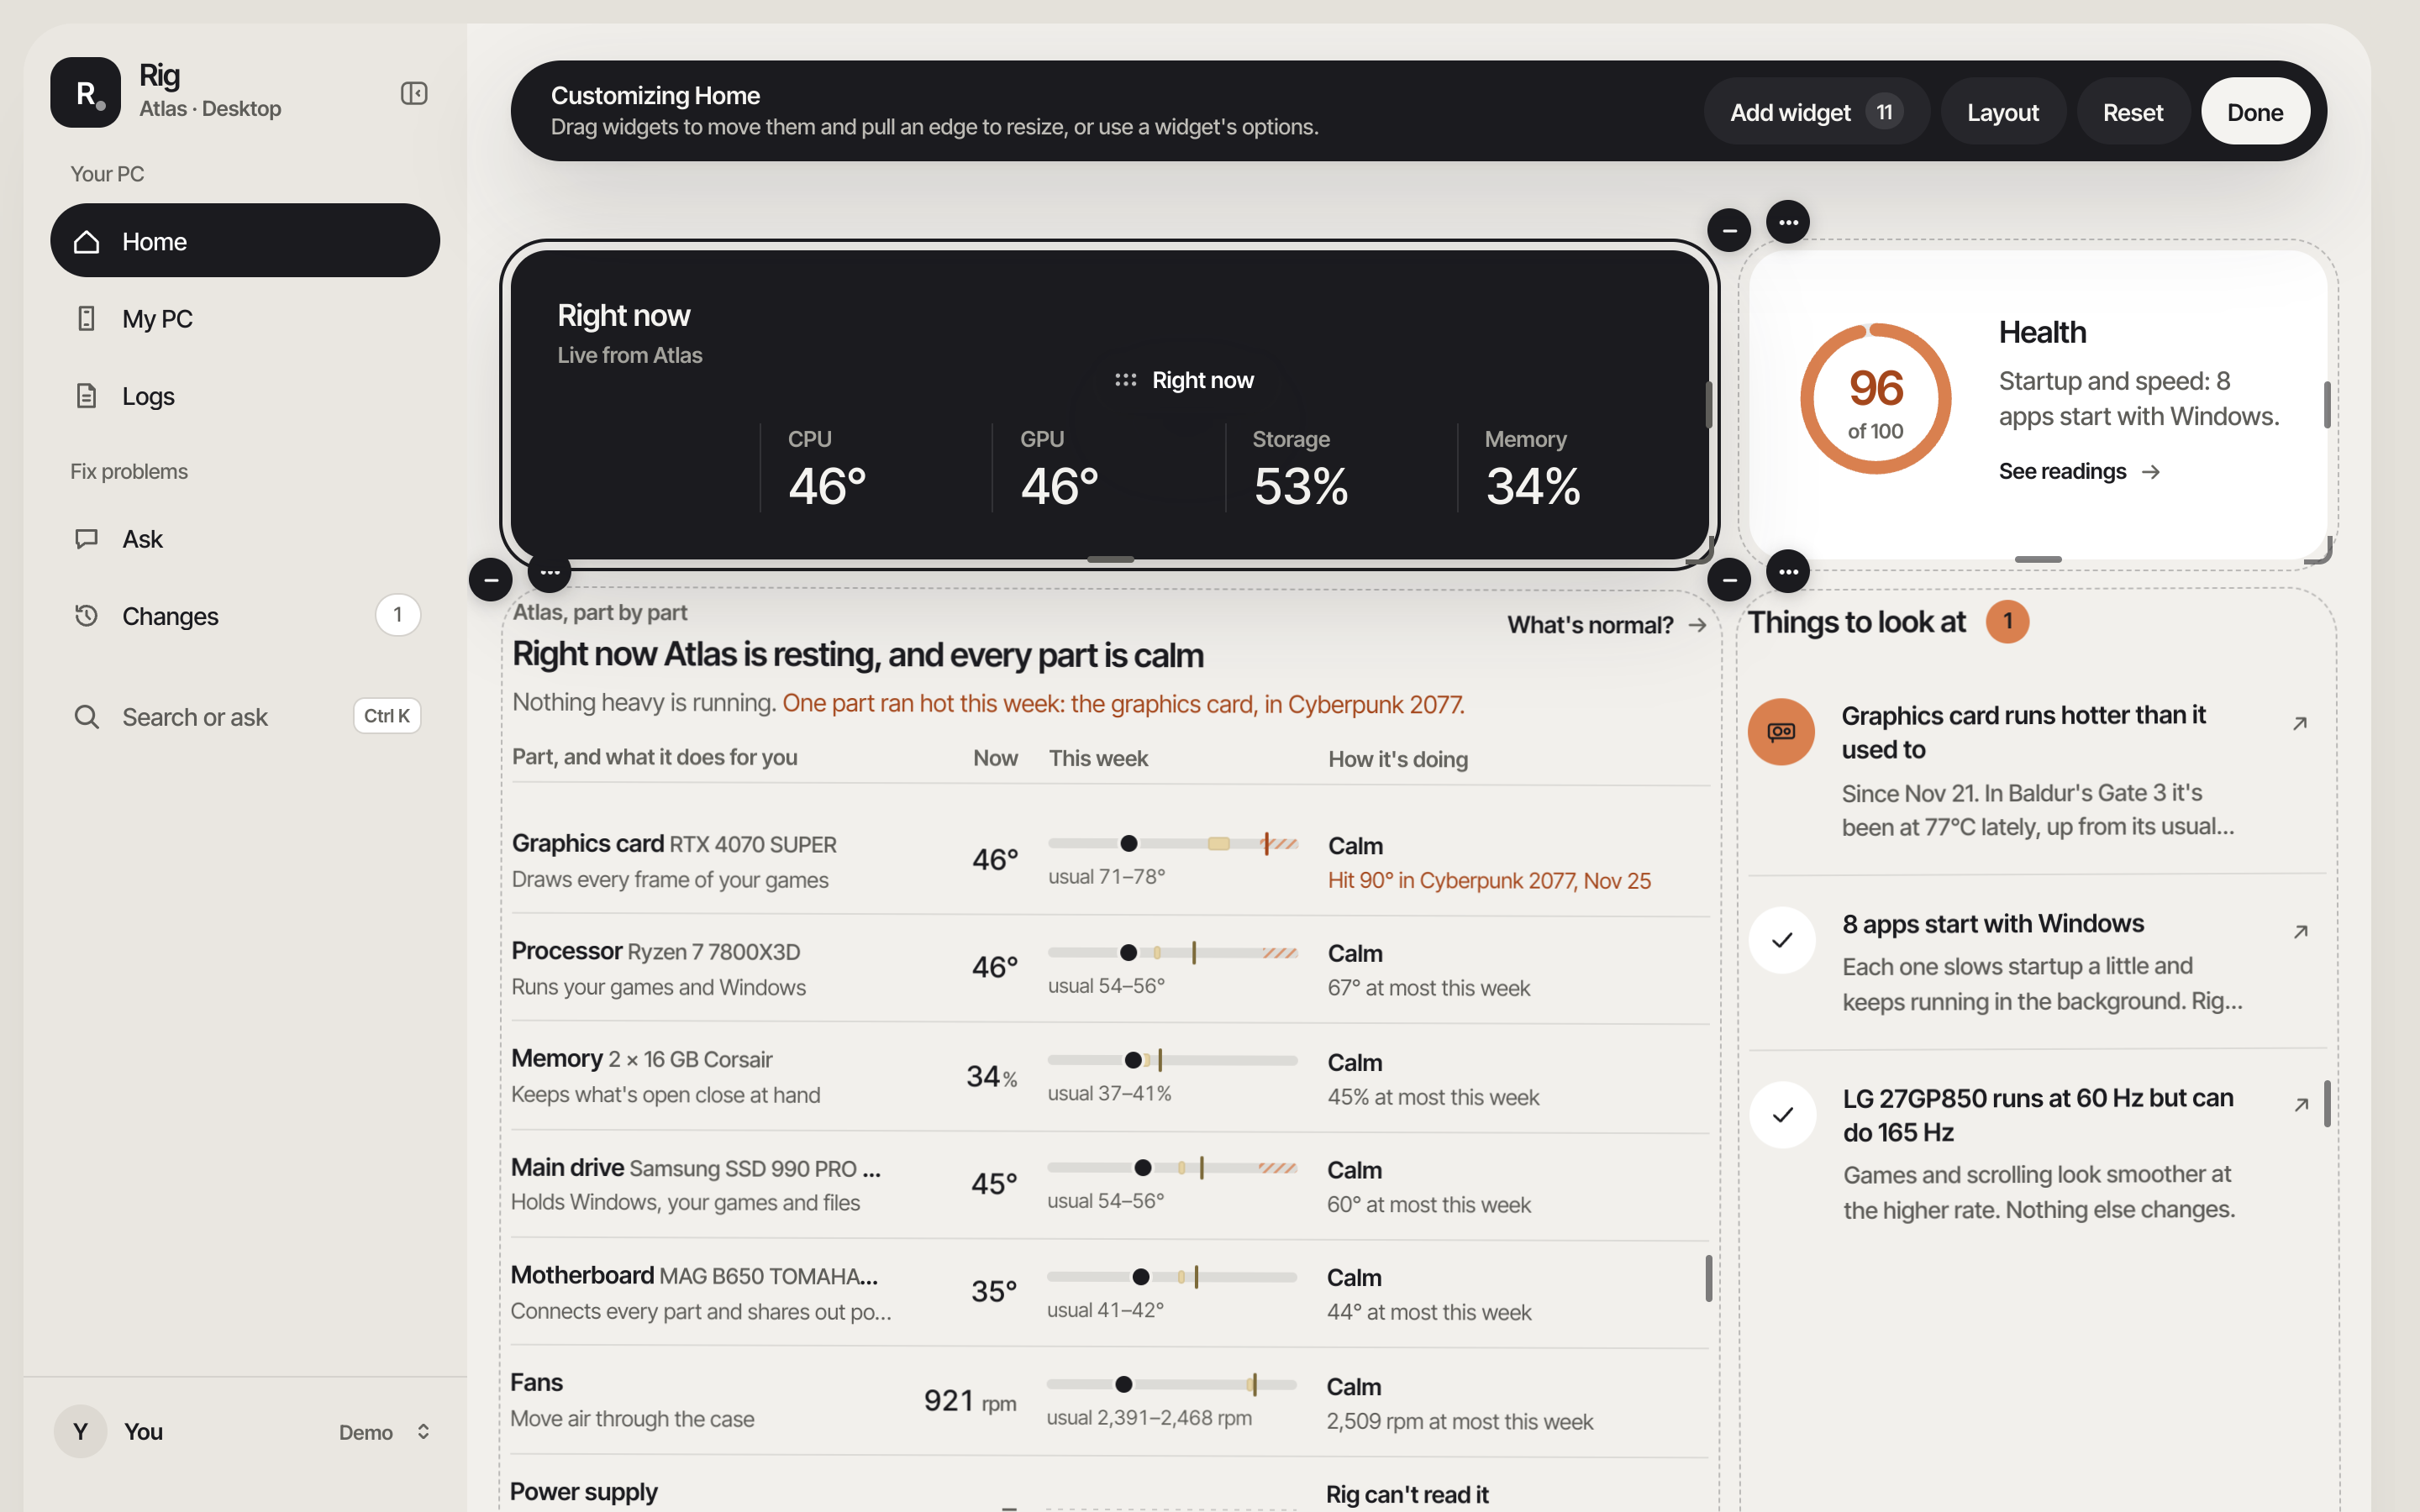 R.
Rig
Atlas · Desktop
Your PC
Home
My PC
Logs
Fix problems
Ask
Changes 1
Search or ask Ctrl K
Y You Demo
Customizing Home
Drag widgets to move them and pull an edge to resize, or use a widget's options.
Add widget 11 Layout Reset Done
Right now
Live from Atlas
Right now
CPU GPU Storage Memory
46° 46° 53% 34%
96
of 100
Health
Startup and speed: 8
apps start with Windows.
See readings →
Atlas, part by part
What's normal? →
Right now Atlas is resting, and every part is calm
Nothing heavy is running. One part ran hot this week: the graphics card, in Cyberpunk 2077.
Part, and what it does for you Now This week How it's doing
Graphics card RTX 4070 SUPER
Draws every frame of your games
46°
usual 71–78°
Calm
Hit 90° in Cyberpunk 2077, Nov 25
Processor Ryzen 7 7800X3D
Runs your games and Windows
46°
usual 54–56°
Calm
67° at most this week
Memory 2 × 16 GB Corsair
Keeps what's open close at hand
34%
usual 37–41%
Calm
45% at most this week
Main drive Samsung SSD 990 PRO ...
Holds Windows, your games and files
45°
usual 54–56°
Calm
60° at most this week
Motherboard MAG B650 TOMAHA...
Connects every part and shares out po...
35°
usual 41–42°
Calm
44° at most this week
Fans
Move air through the case
921 rpm
usual 2,391–2,468 rpm
Calm
2,509 rpm at most this week
Power supply
Rig can't read it
Things to look at 1
Graphics card runs hotter than it
used to
Since Nov 21. In Baldur's Gate 3 it's
been at 77°C lately, up from its usual...
8 apps start with Windows
Each one slows startup a little and
keeps running in the background. Rig...
LG 27GP850 runs at 60 Hz but can
do 165 Hz
Games and scrolling look smoother at
the higher rate. Nothing else changes.